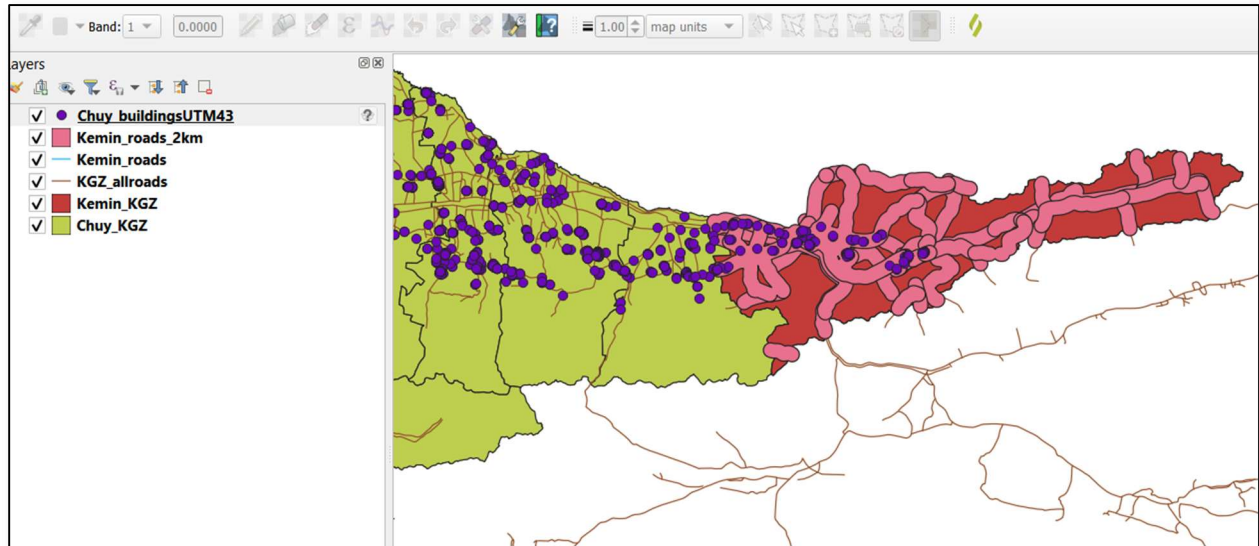 Band: 1 0.0000 1.00 map units
ayers
Chuy_buildingsUTM43 ?
Kemin_roads_2km
Kemin_roads
KGZ_allroads
Kemin_KGZ
Chuy_KGZ